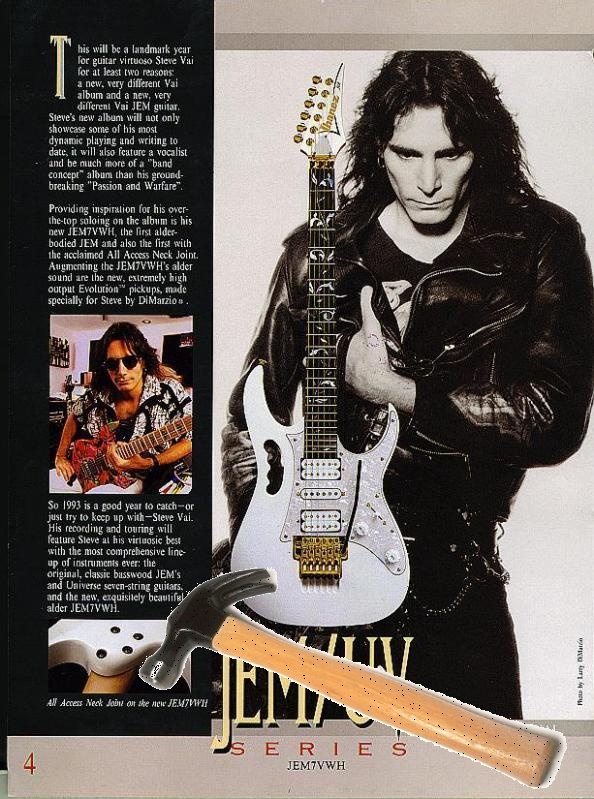 This will be a landmark year
for guitar virtuoso Steve Vai
for at least two reasons:
a new, very different Vai
album and a new, very
different Vai JEM guitar.
Steve's new album will not only
showcase some of his most
dynamic playing and writing to
date, it will also feature a vocalist
and be much more of a "band
concept" album than his ground-
breaking "Passion and Warfare".
Providing inspiration for his over-
the-top soloing on the album is his
new JEM7VWH, the first alder-
bodied JEM and also the first with
the acclaimed All Access Neck Joint.
Augmenting the JEM7VWH's alder
sound are the new, extremely high
output Evolution™ pickups, made
specially for Steve by DiMarzio®.
So 1993 is a good year to catch—or
just try to keep up with—Steve Vai.
His recording and touring will
feature Steve at his virtuosic best
with the most comprehensive line-
up of instruments ever: the
original, classic basswood JEM's
and Universe seven-string guitars,
and the new, exquisitely beautiful
alder JEM7VWH.
All Access Neck Joint on the new JEM7VWH
4
Ibanez
JEM/UV
SERIES
JEM7VWH
Photo by Larry DiMarzio